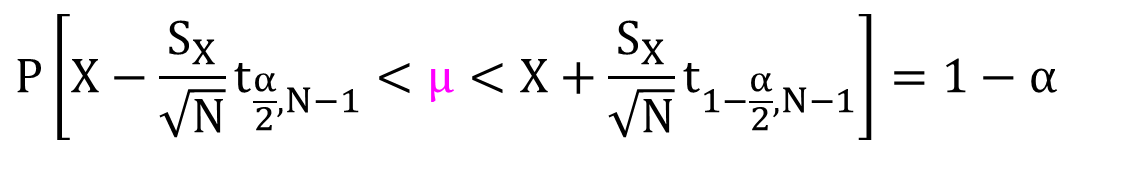 P[X − S_X/√N t_{α/2,N−1} < μ < X + S_X/√N t_{1−α/2,N−1}] = 1 − α